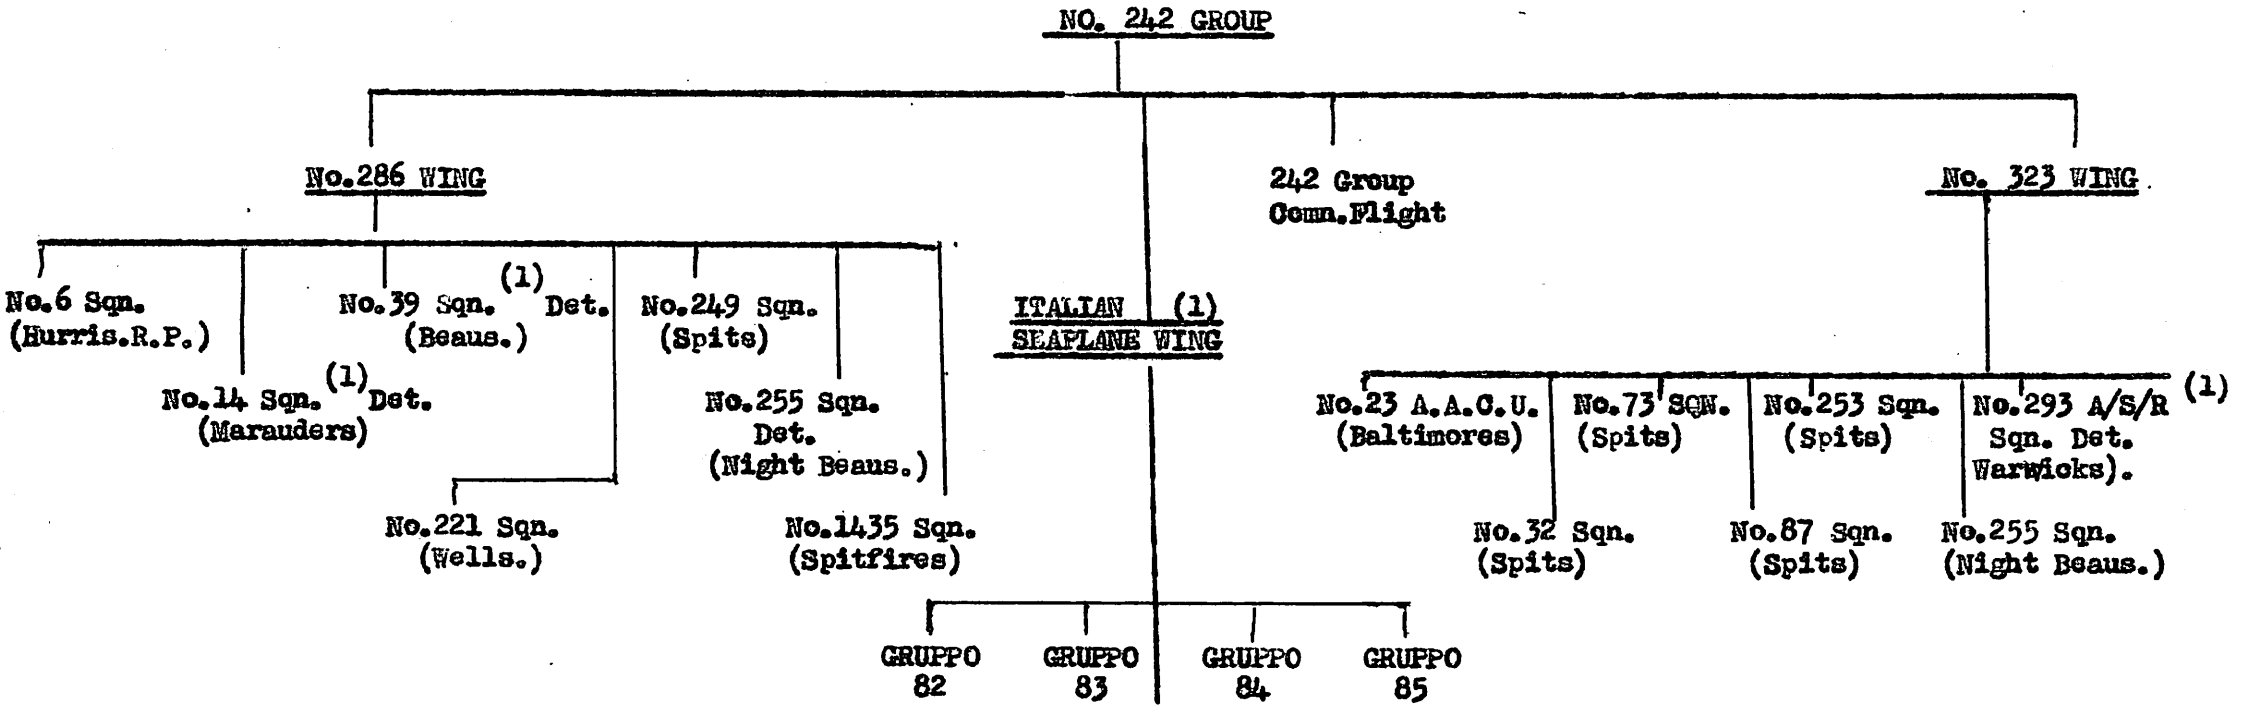 NO. 242 GROUP
No.286 WING
242 Group
Comn.Flight
No. 323 WING
No.6 Sqn.
(Hurris.R.P.)
No.14 Sqn. (1) Det.
(Marauders)
No.39 Sqn. (1) Det.
(Beaus.)
No.221 Sqn.
(Wells.)
No.249 Sqn.
(Spits)
No.255 Sqn.
Det.
(Night Beaus.)
No.1435 Sqn.
(Spitfires)
ITALIAN (1)
SEAPLANE WING
GRUPPO
82
GRUPPO
83
GRUPPO
84
GRUPPO
85
No.23 A.A.C.U.
(Baltimores)
No.32 Sqn.
(Spits)
No.73 SQN.
(Spits)
No.87 Sqn.
(Spits)
No.253 Sqn.
(Spits)
No.255 Sqn.
(Night Beaus.)
No.293 A/S/R (1)
Sqn. Det.
Warwicks).